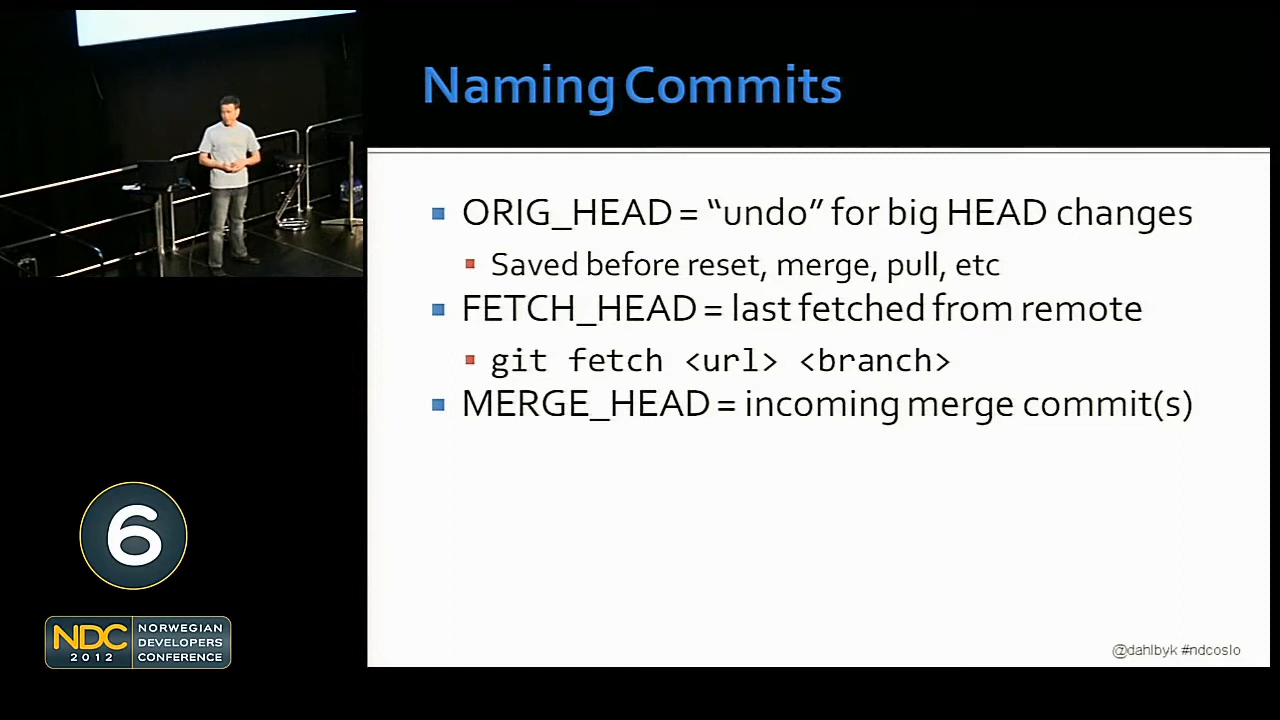 Naming Commits
ORIG_HEAD = “undo” for big HEAD changes
Saved before reset, merge, pull, etc
FETCH_HEAD = last fetched from remote
git fetch <url> <branch>
MERGE_HEAD = incoming merge commit(s)
6
NDC
2012
NORWEGIAN
DEVELOPERS
CONFERENCE
@dahlbyk #ndcoslo